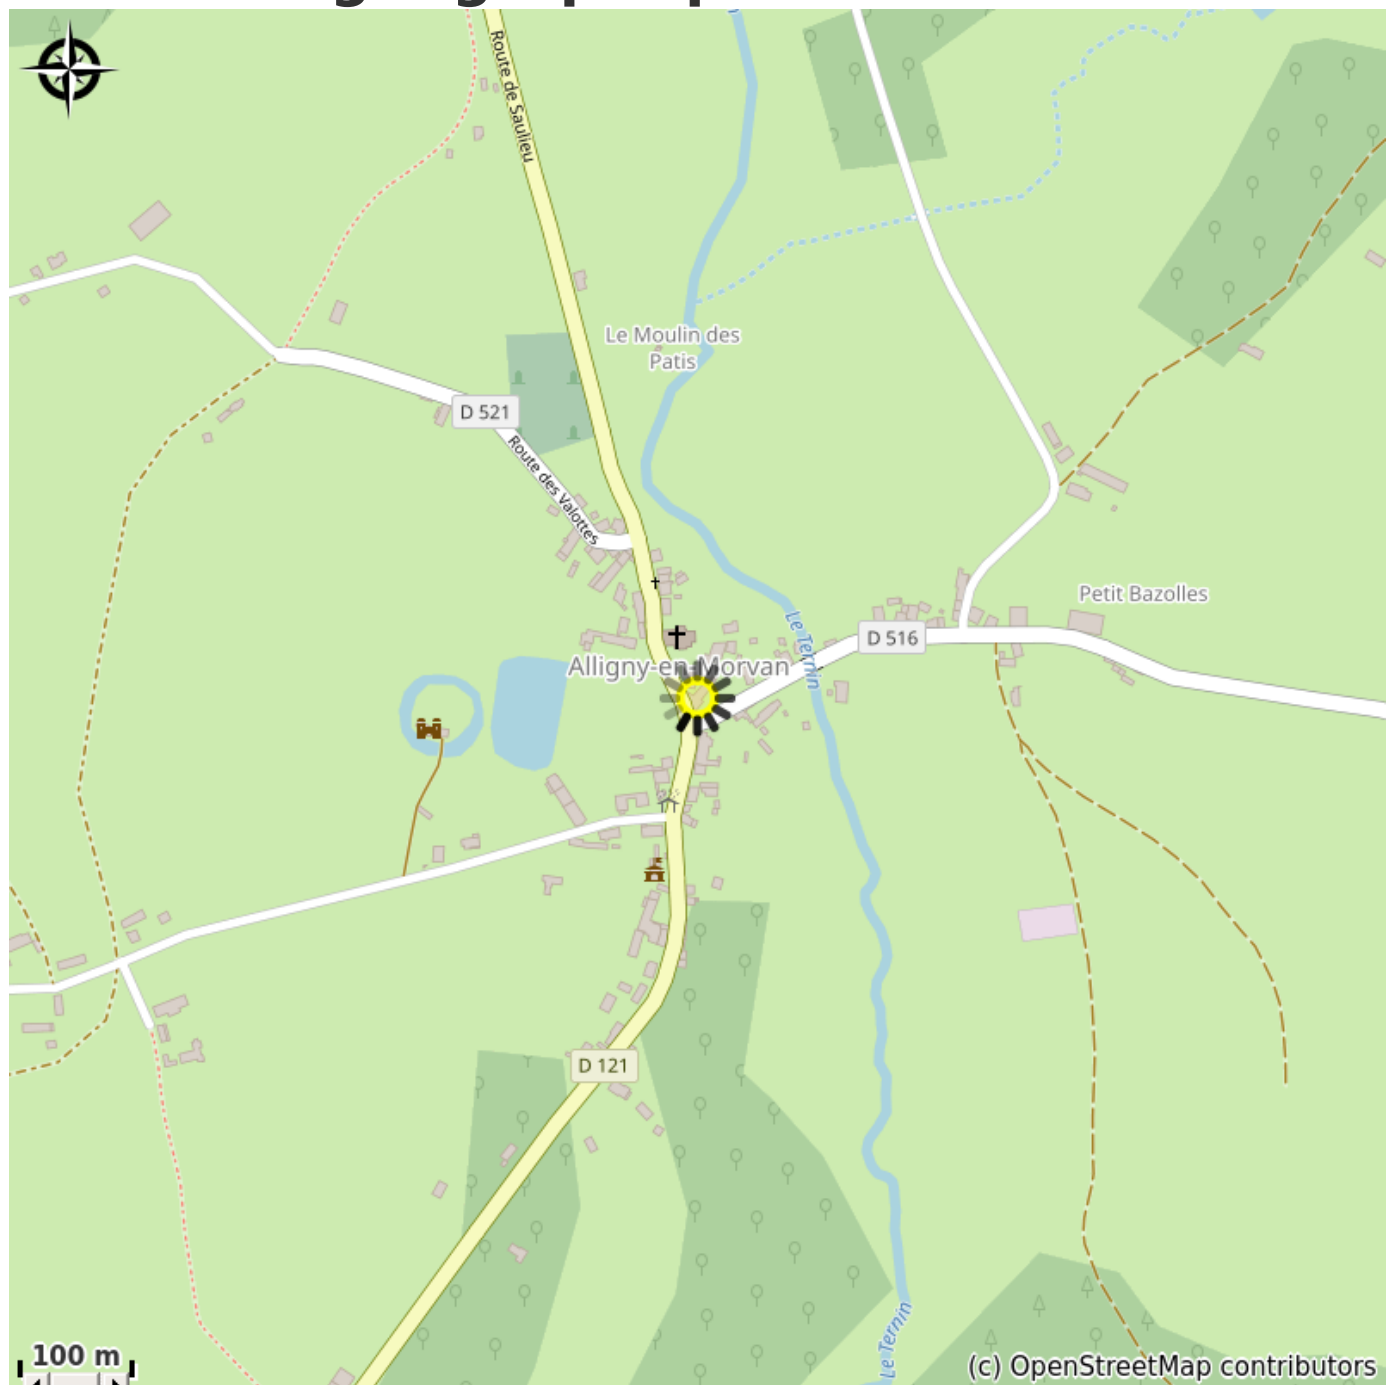 Route de Saulieu
Le Moulin des
Patis
D 521
Route des Valottes
Petit Bazolles
Le Ternin
D 516
Alligny-en-Morvan
D 121
Le Ternin
100 m
(c) OpenStreetMap contributors